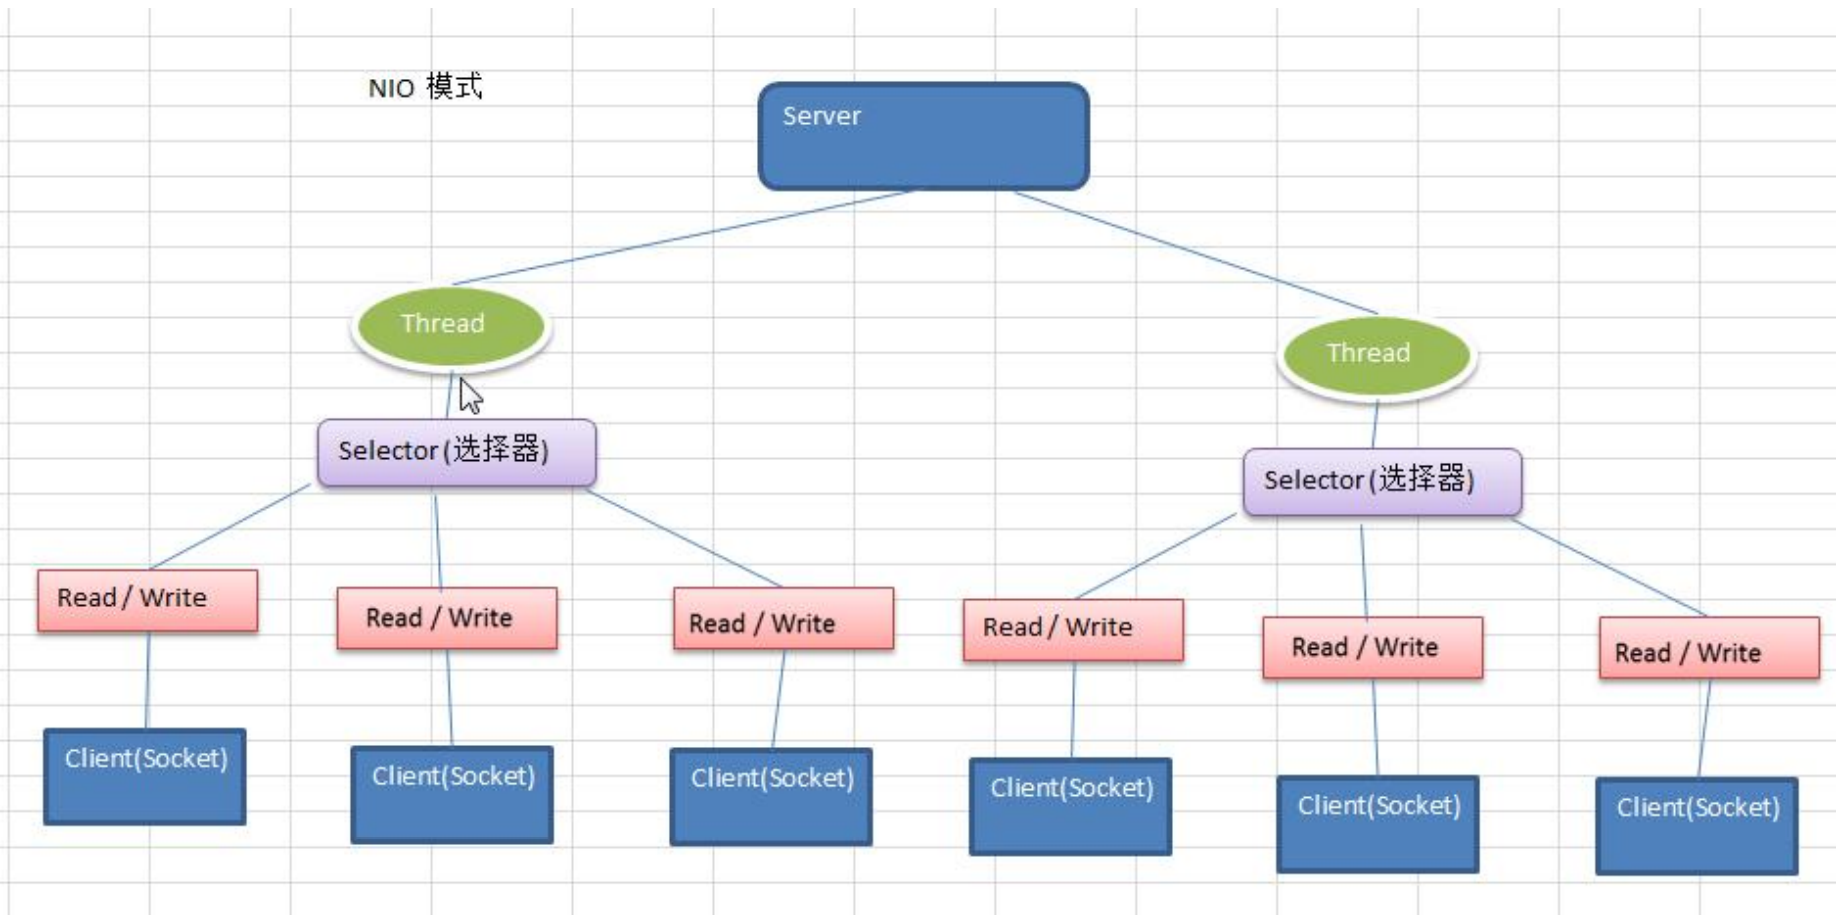 NIO 模式
Server
Thread
Thread
Selector(选择器)
Selector(选择器)
Read / Write
Read / Write
Read / Write
Read / Write
Read / Write
Read / Write
Client(Socket)
Client(Socket)
Client(Socket)
Client(Socket)
Client(Socket)
Client(Socket)